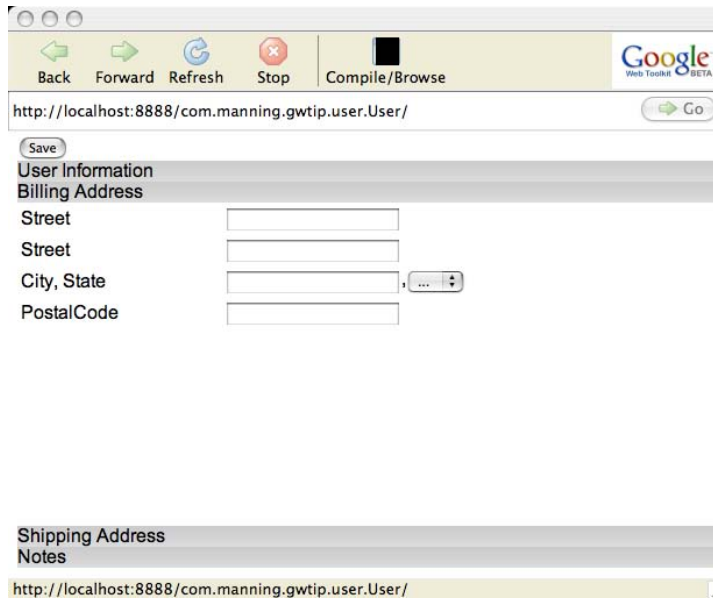 Back Forward Refresh Stop Compile/Browse
Google
Web Toolkit BETA
http://localhost:8888/com.manning.gwtip.user.User/ Go
Save
User Information
Billing Address
Street
Street
City, State , ...
PostalCode
Shipping Address
Notes
http://localhost:8888/com.manning.gwtip.user.User/